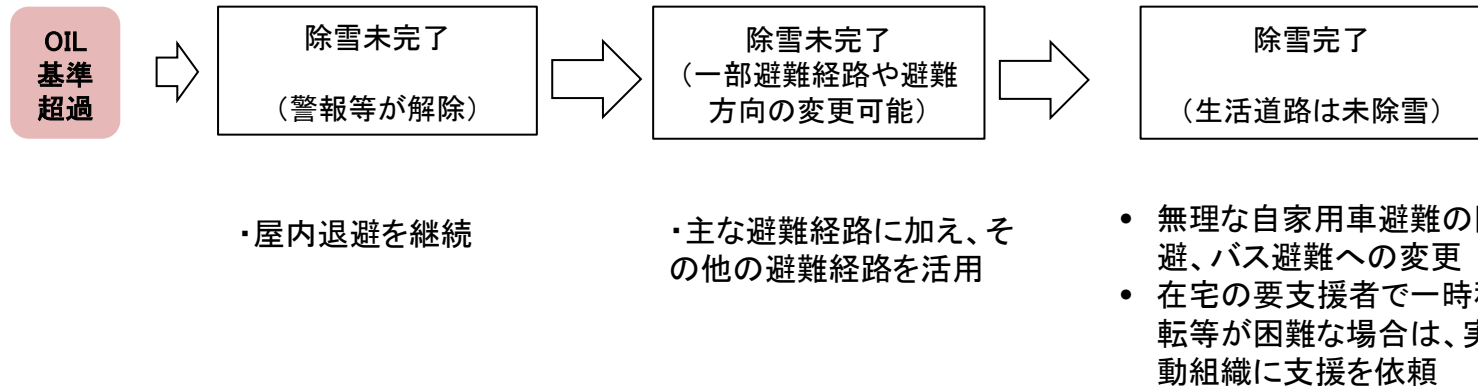 OIL
基準
超過
除雪未完了
（警報等が解除）
除雪未完了
（一部避難経路や避難
方向の変更可能）
除雪完了
（生活道路は未除雪）
・屋内退避を継続
・主な避難経路に加え、そ
の他の避難経路を活用
• 無理な自家用車避難の
避、バス避難への変更
• 在宅の要支援者で一時
転等が困難な場合は、
動組織に支援を依頼